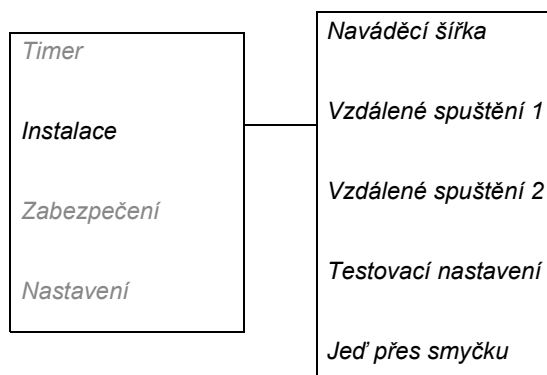 Timer
Instalace
Zabezpečení
Nastavení
Naváděcí šířka
Vzdálené spuštění 1
Vzdálené spuštění 2
Testovací nastavení
Jeď přes smyčku